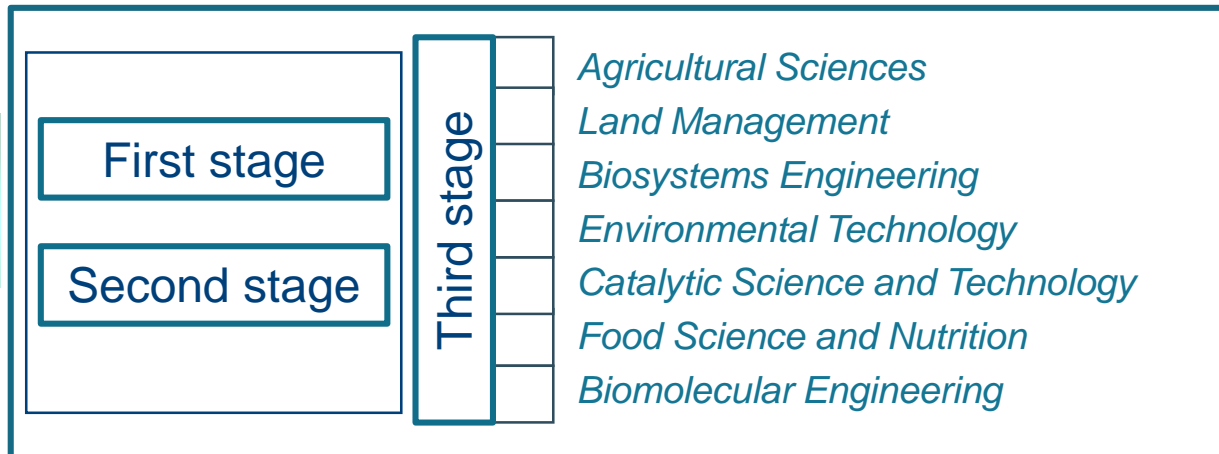 First stage
Second stage
Third stage
Agricultural Sciences
Land Management
Biosystems Engineering
Environmental Technology
Catalytic Science and Technology
Food Science and Nutrition
Biomolecular Engineering